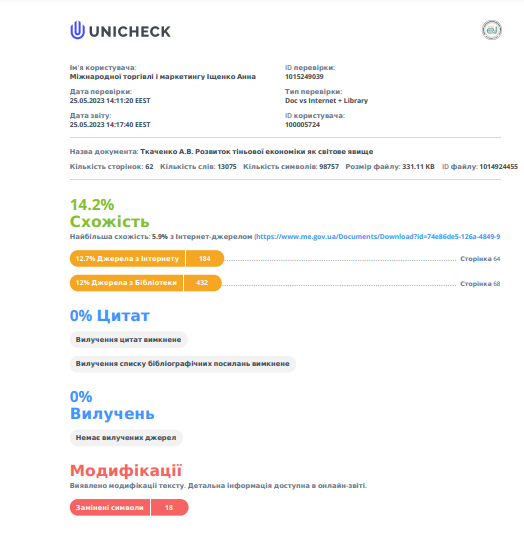 UNICHECK
Ім'я користувача:
Міжнародної торгівлі і маркетингу Іщенко Анна
ID перевірки:
1015249039
Дата перевірки:
25.05.2023 14:11:20 EEST
Тип перевірки:
Doc vs Internet + Library
Дата звіту:
25.05.2023 14:17:40 EEST
ID користувача:
100005724
Назва документа: Ткаченко А.В. Розвиток тіньової економіки як світове явище
Кількість сторінок: 62 Кількість слів: 13075 Кількість символів: 98757 Розмір файлу: 331.11 KB ID файлу: 1014924455
14.2%
Схожість
Найбільша схожість: 5.9% з Інтернет-джерелом (https://www.me.gov.ua/Documents/Download?id=74e86de5-126a-4849-9
12.7% Джерела з Інтернету 184 Сторінка 64
12% Джерела з Бібліотеки 432 Сторінка 68
0% Цитат
Вилучення цитат вимкнене
Вилучення списку бібліографічних посилань вимкнене
0%
Вилучень
Немає вилучених джерел
Модифікації
Виявлено модифікації тексту. Детальна інформація доступна в онлайн-звіті.
Замінені символи 18